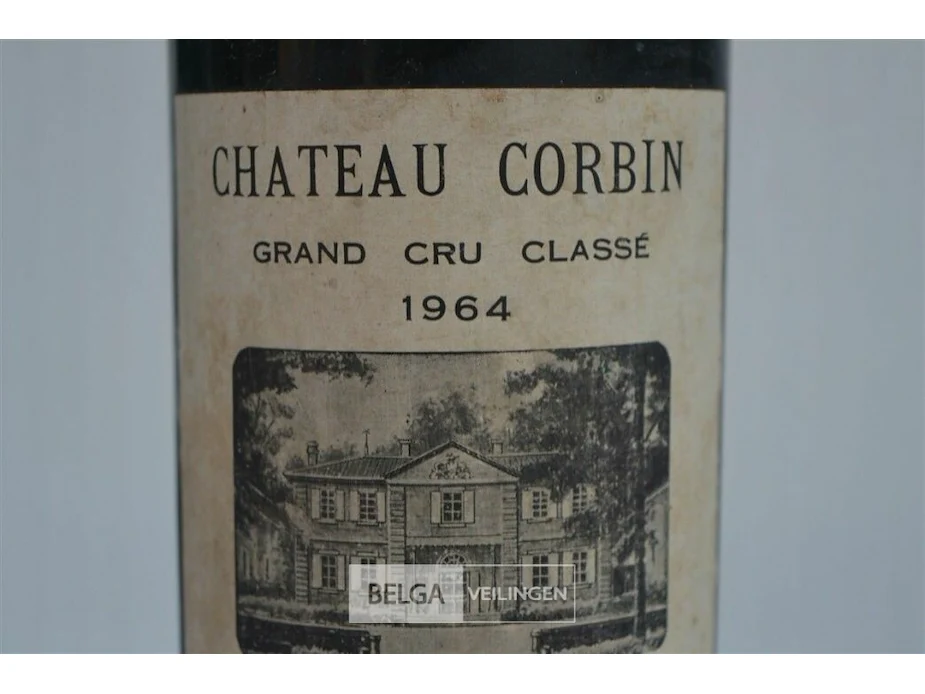 CHATEAU CORBIN
GRAND CRU CLASSÉ
1964
BELGA VEILINGEN